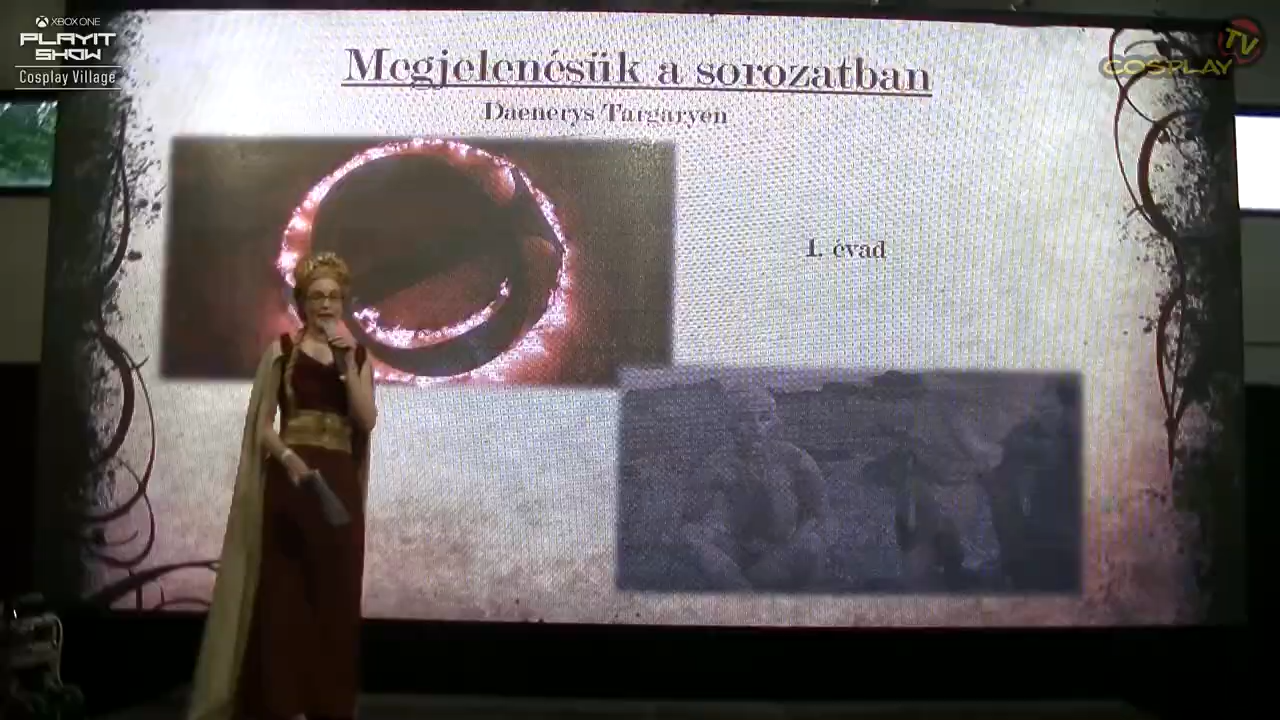 XBOX ONE
PLAYIT
SHOW
Cosplay Village
TV
COSPLAY
Megjelenésük a sorozatban
Daenerys Targaryen
1. évad